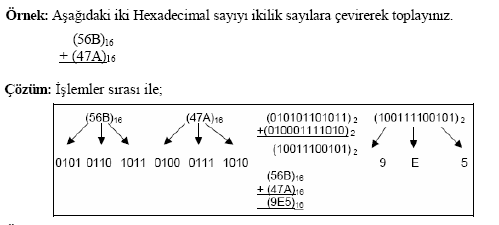 Örnek: Aşağıdaki iki Hexadecimal sayıyı ikilik sayılara çevirerek toplayınız.
(56B)16
+ (47A)16
Çözüm: İşlemler sırası ile;
(56B)16 (47A)16 (010101101011)2 (100111100101)2
+(010001111010)2
(10011100101)2
0101 0110 1011 0100 0111 1010 9 E 5
(56B)16
+ (47A)16
(9E5)16